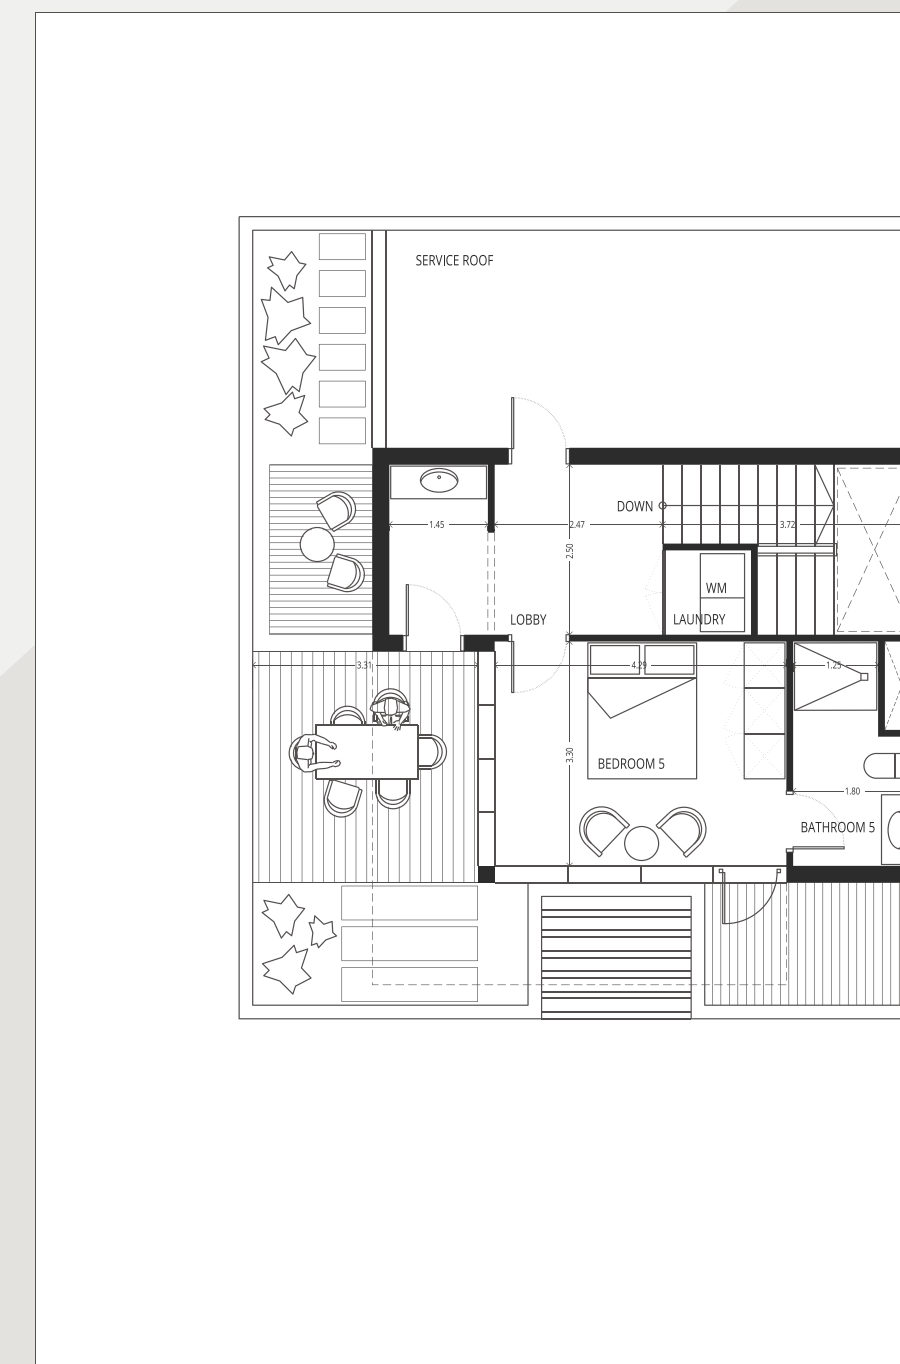 SERVICE ROOF
DOWN
1.45
2.47
3.72
2.50
WM
LOBBY
LAUNDRY
3.31
4.29
1.25
3.30
BEDROOM 5
1.80
BATHROOM 5